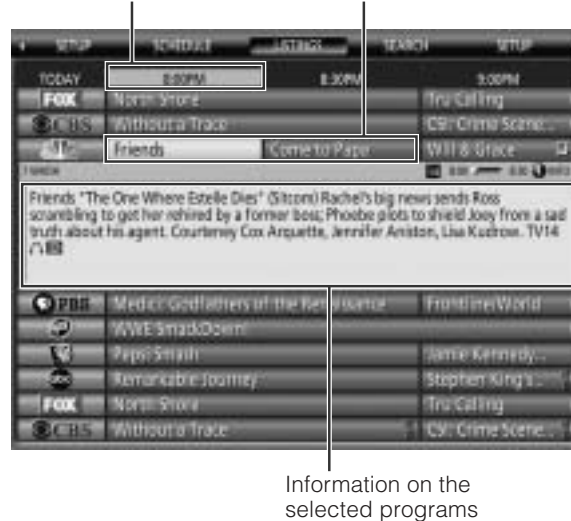 SETUP SCHEDULE LISTINGS SEARCH SETUP
TODAY 8:00PM 8:30PM 9:00PM
FOX North Shore Tru Calling
CBS Without a Trace CSI: Crime Scene...
Friends Come to Papa Will & Grace
Friends "The One Where Estelle Dies" (Sitcom) Rachel's big news sends Ross
scrambling to get her rehired by a former boss; Phoebe plots to shield Joey from a sad
truth about his agent. Courteney Cox Arquette, Jennifer Aniston, Lisa Kudrow. TV14
PBS Medici: Godfathers of the Renaissance Frontline/World
WWE SmackDown!
Pepsi Smash Jamie Kennedy...
abc Remarkable Journey Stephen King's...
FOX North Shore Tru Calling
CBS Without a Trace CSI: Crime Scene...
Information on the
selected programs